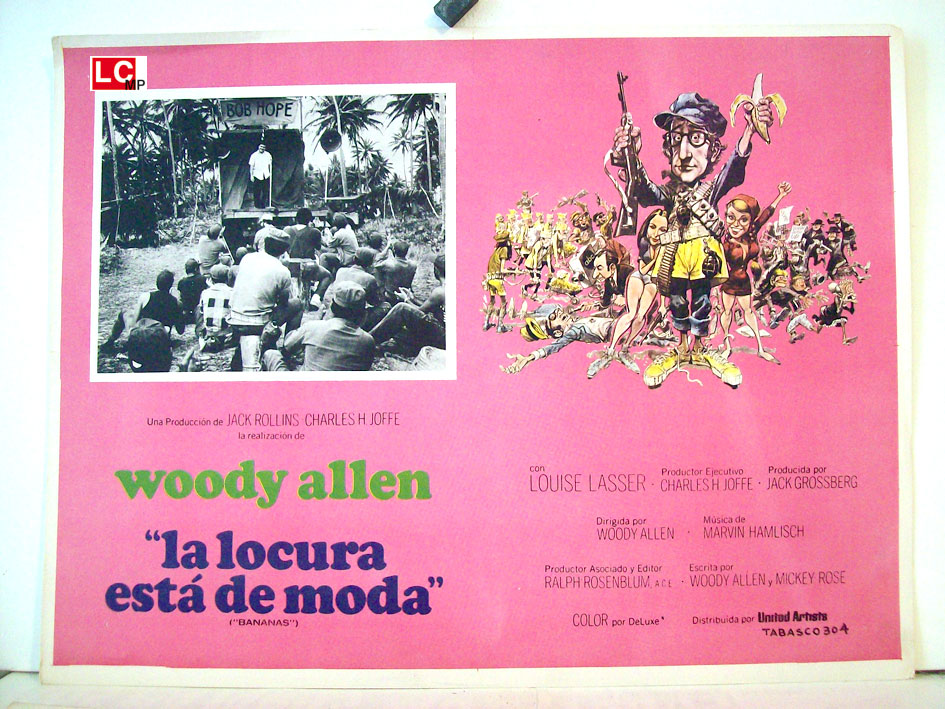 LC
MP
BOB HOPE
Una Producción de JACK ROLLINS · CHARLES H JOFFE
la realización de
woody allen
"la locura
está de moda"
("BANANAS")
con
LOUISE LASSER ·
Productor Ejecutivo
CHARLES H JOFFE ·
Producida por
JACK GROSSBERG
Dirigida por
WOODY ALLEN ·
Música de
MARVIN HAMLISCH
Productor Asociado y Editor
RALPH ROSENBLUM, A.C.E. ·
Escrita por
WOODY ALLEN y MICKEY ROSE
COLOR por DeLuxe*
Distribuida por United Artists
TABASCO 304